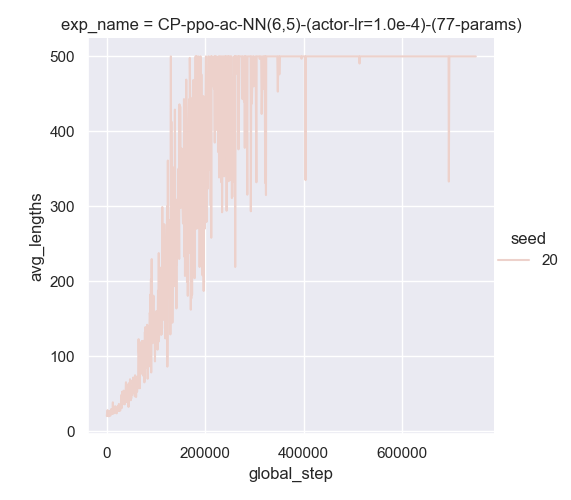 exp_name = CP-ppo-ac-NN(6,5)-(actor-lr=1.0e-4)-(77-params)
500
400
300
200
100
0
avg_lengths
0 200000 400000 600000
global_step
seed
20